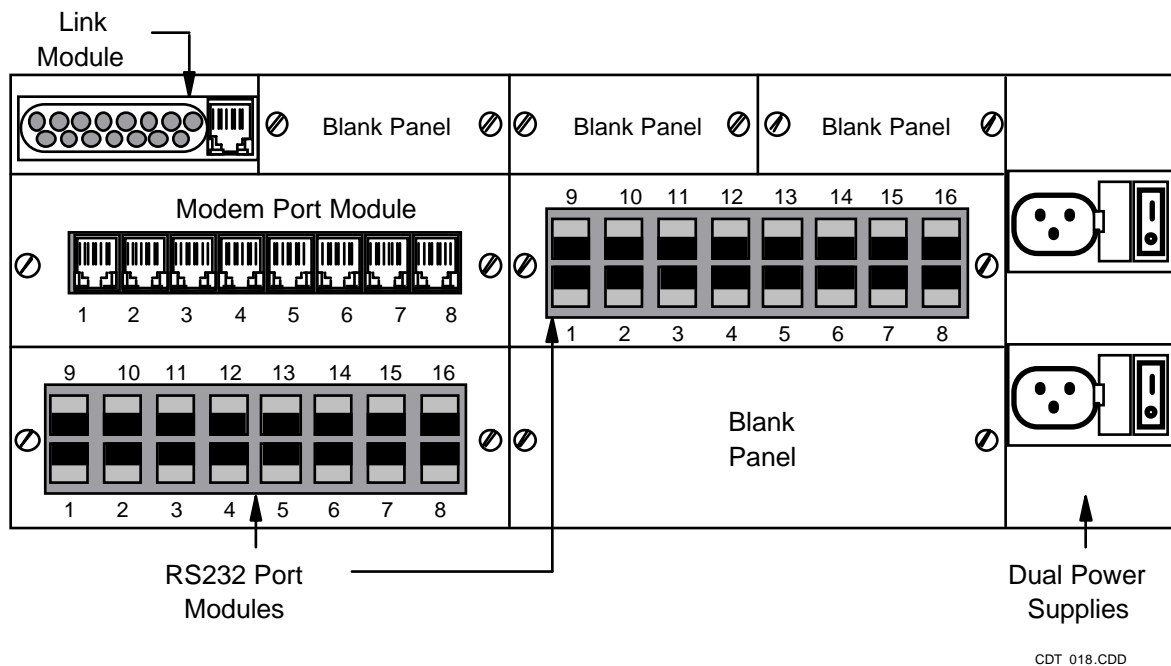 Link
Module
Blank Panel Blank Panel Blank Panel
Modem Port Module
9 10 11 12 13 14 15 16
1 2 3 4 5 6 7 8
1 2 3 4 5 6 7 8
9 10 11 12 13 14 15 16
Blank
Panel
1 2 3 4 5 6 7 8
RS232 Port
Modules
Dual Power
Supplies
CDT_018.CDD